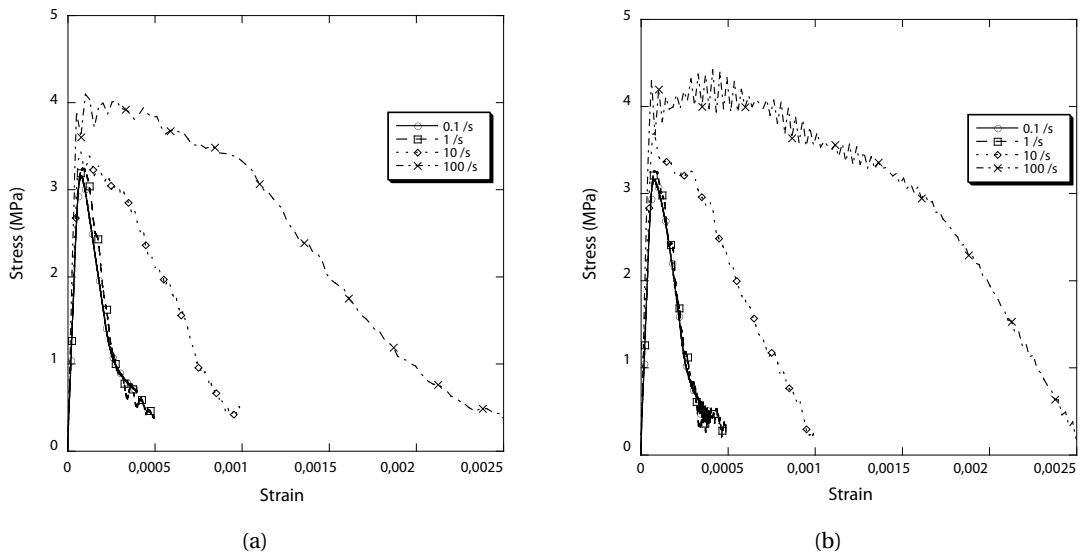 5
4
3
2
1
0
Stress (MPa)
0
0,0005
0,001
0,0015
0,002
0,0025
Strain
0.1 /s
1 /s
10 /s
100 /s
(a)
5
4
3
2
1
0
Stress (MPa)
0
0,0005
0,001
0,0015
0,002
0,0025
Strain
0.1 /s
1 /s
10 /s
100 /s
(b)